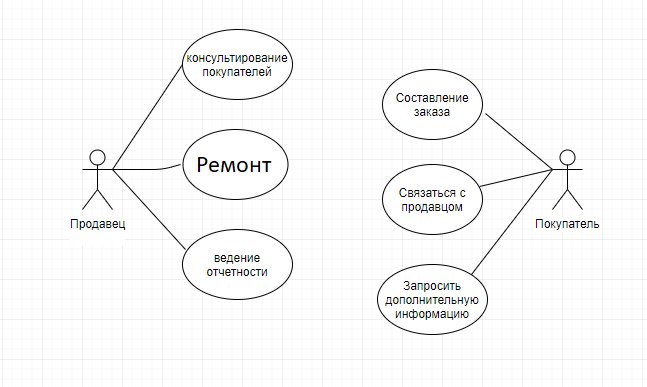 консультирование
покупателей
Ремонт
ведение
отчетности
Продавец
Составление
заказа
Связаться с
продавцом
Запросить
дополнительную
информацию
Покупатель